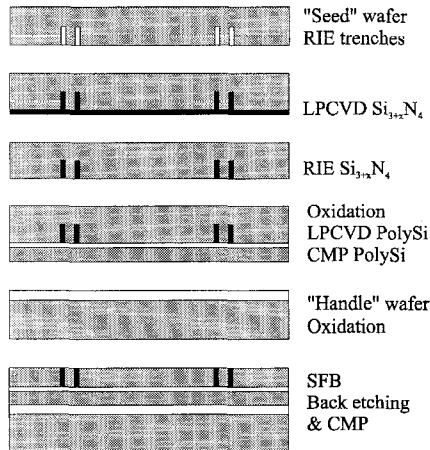 "Seed" wafer
RIE trenches
LPCVD Si₃₊ₓN₄
RIE Si₃₊ₓN₄
Oxidation
LPCVD PolySi
CMP PolySi
"Handle" wafer
Oxidation
SFB
Back etching
& CMP